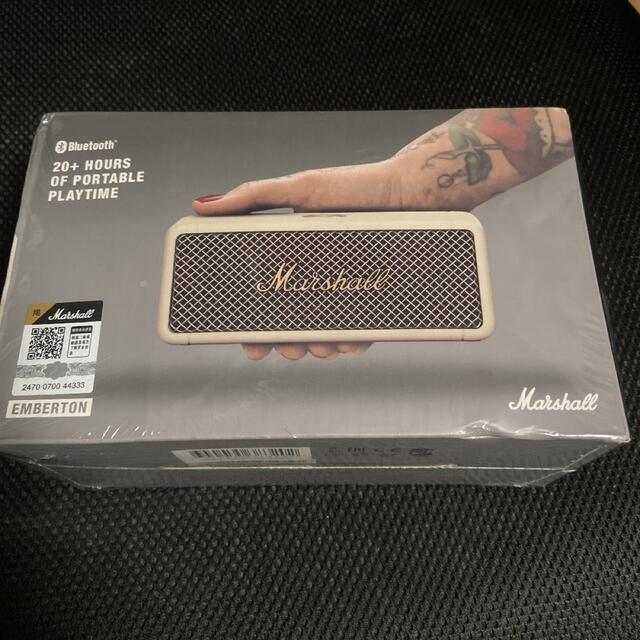 Bluetooth
20+ HOURS
OF PORTABLE
PLAYTIME
Marshall
Marshall
2470 0700 44333
EMBERTON
Marshall